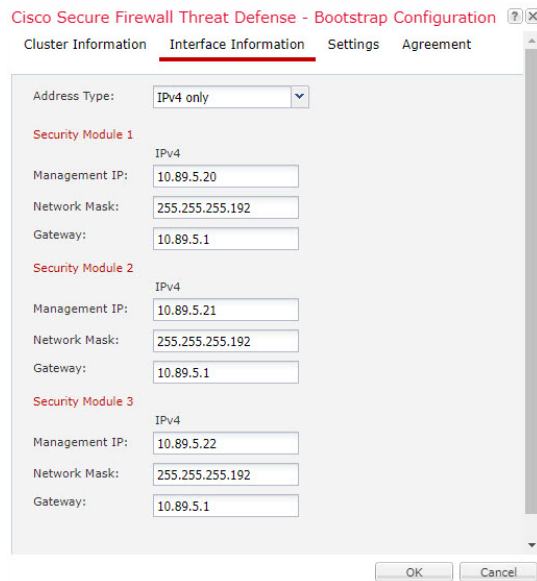 Cisco Secure Firewall Threat Defense - Bootstrap Configuration ? X
Cluster Information Interface Information Settings Agreement
Address Type: IPv4 only
Security Module 1
IPv4
Management IP: 10.89.5.20
Network Mask: 255.255.255.192
Gateway: 10.89.5.1
Security Module 2
IPv4
Management IP: 10.89.5.21
Network Mask: 255.255.255.192
Gateway: 10.89.5.1
Security Module 3
IPv4
Management IP: 10.89.5.22
Network Mask: 255.255.255.192
Gateway: 10.89.5.1
OK Cancel